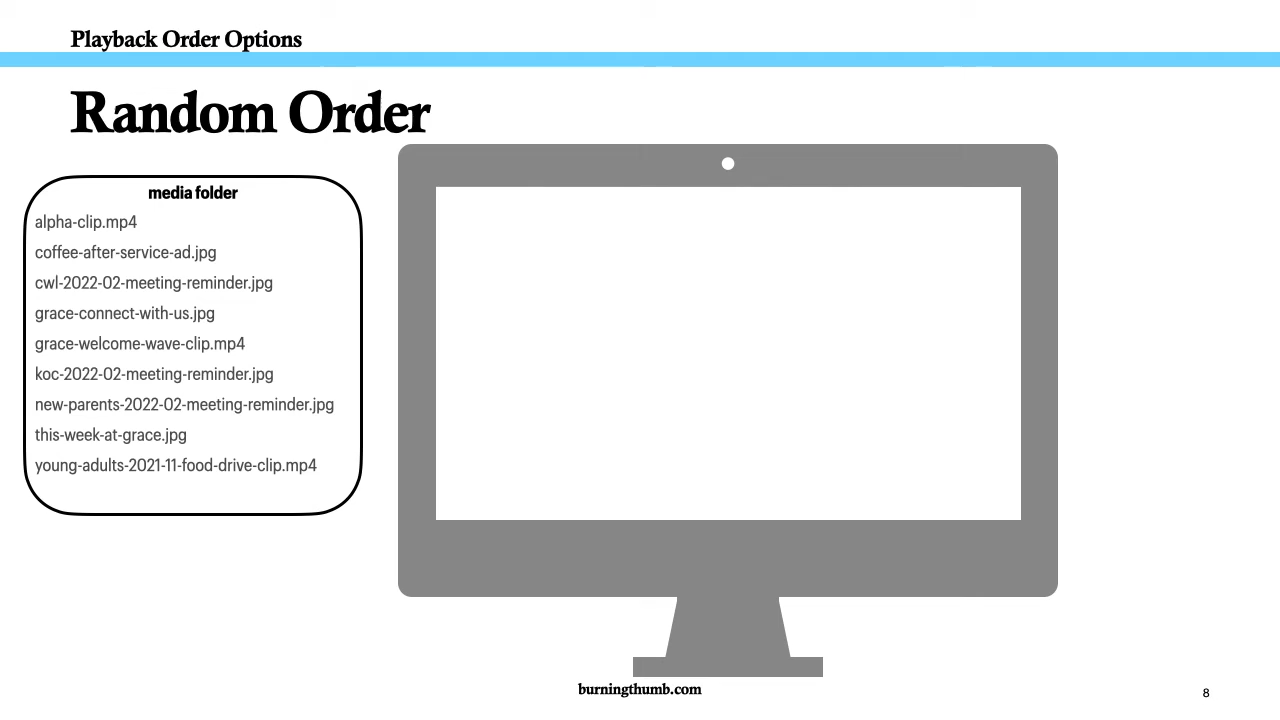 Playback Order Options
Random Order
media folder
alpha-clip.mp4
coffee-after-service-ad.jpg
cwl-2022-02-meeting-reminder.jpg
grace-connect-with-us.jpg
grace-welcome-wave-clip.mp4
koc-2022-02-meeting-reminder.jpg
new-parents-2022-02-meeting-reminder.jpg
this-week-at-grace.jpg
young-adults-2021-11-food-drive-clip.mp4
burningthumb.com
8